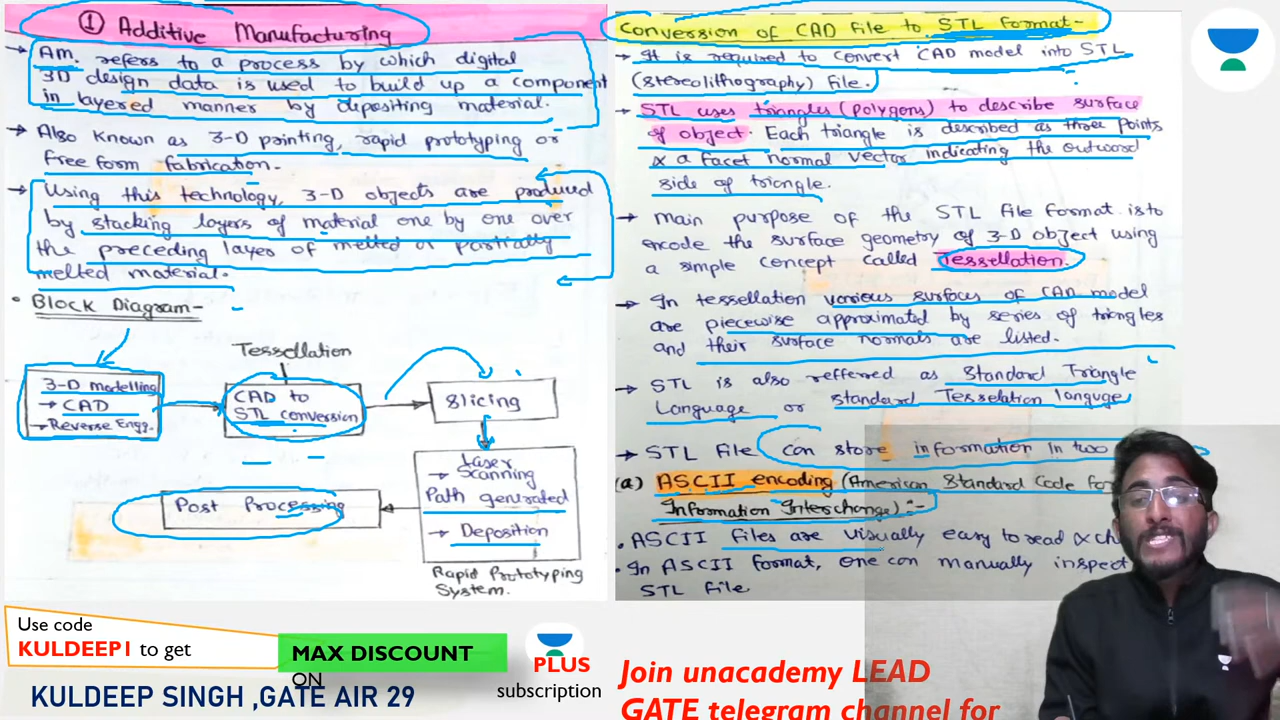 ① Additive Manufacturing
→ Am. refers to a process by which digital
3D design data is used to build up a component
in layered manner by depositing material.
→ Also known as 3-D printing, rapid prototyping or
free form fabrication.
→ Using this technology, 3-D objects are produced
by stacking layers of material one by one over
the preceding layer of melted or partially
melted material.
• Block Diagram-
Tessellation
3-D modelling
→ CAD
→ Reverse Engg.
CAD to
STL conversion
Slicing
Laser
→ Scanning
Path generated
→ Deposition
Post Processing
Rapid Prototyping
System.
Conversion of CAD file to STL format-
→ It is required to convert CAD model into STL
(stereolithography) file.
→ STL uses triangles (polygons) to describe surface
of object. Each triangle is described as three points
& a facet normal vector indicating the outward
side of triangle.
→ main purpose of the STL file format is to
encode the surface geometry of 3-D object using
a simple concept called Tessellation.
→ In tessellation various surfaces of CAD model
are piecewise approximated by series of triangles
and their surface normals are listed.
→ STL is also reffered as Standard Triangle
Language or standard Tesselation languge
→ STL file can store information in two
(a) ASCII encoding (American Standard Code fo
Information Interchange) :-
• ASCII files are visually easy to read & ch
• In ASCII format, one can manually inspect
STL file
Use code
KULDEEP1 to get
MAX DISCOUNT
ON
PLUS
subscription
KULDEEP SINGH ,GATE AIR 29
Join unacademy LEAD
GATE telegram channel for